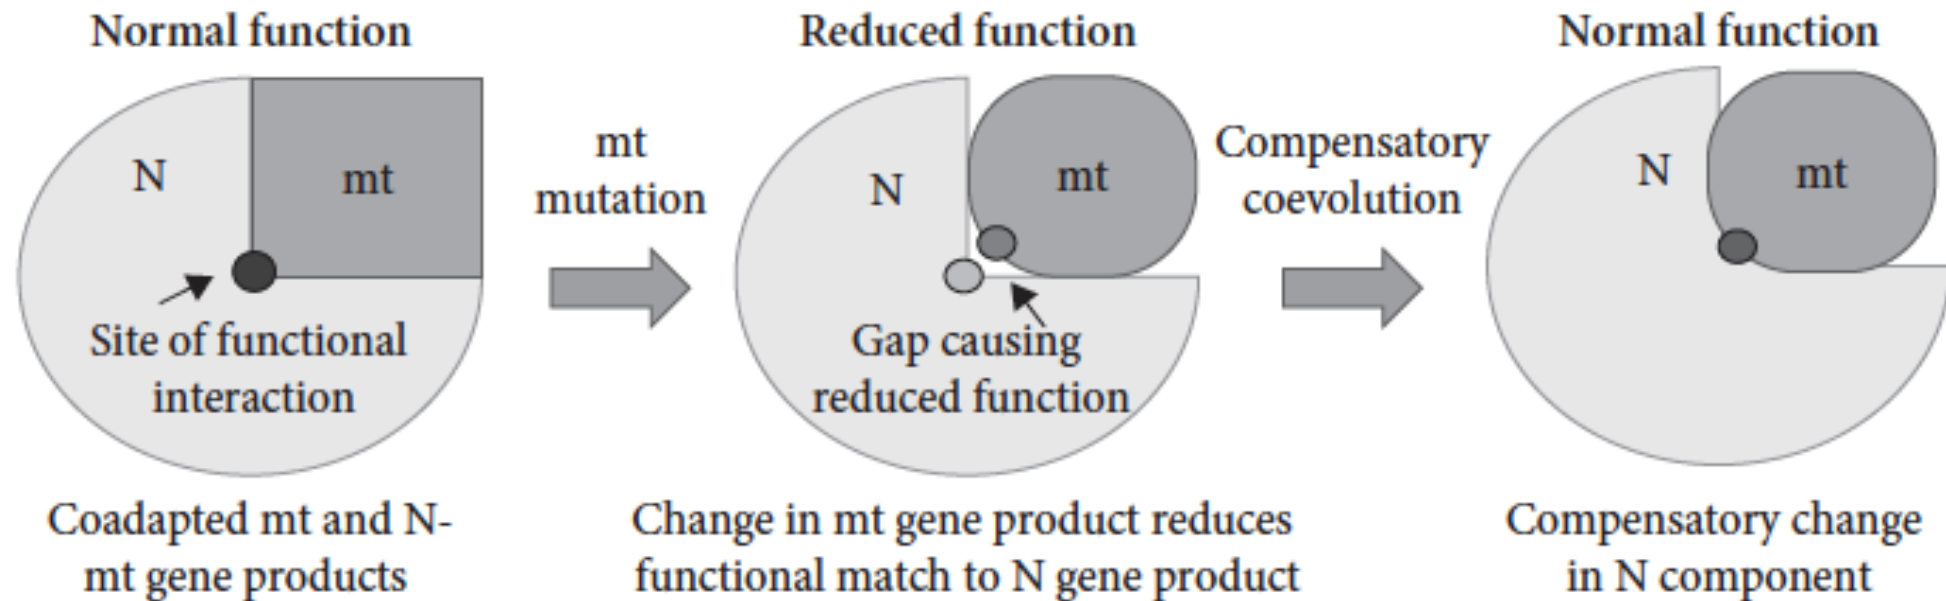 Normal function
Reduced function
Normal function
N
mt
mt
mutation
N
mt
Compensatory
coevolution
N
mt
Site of functional
interaction
Gap causing
reduced function
Coadapted mt and N-
mt gene products
Change in mt gene product reduces
functional match to N gene product
Compensatory change
in N component